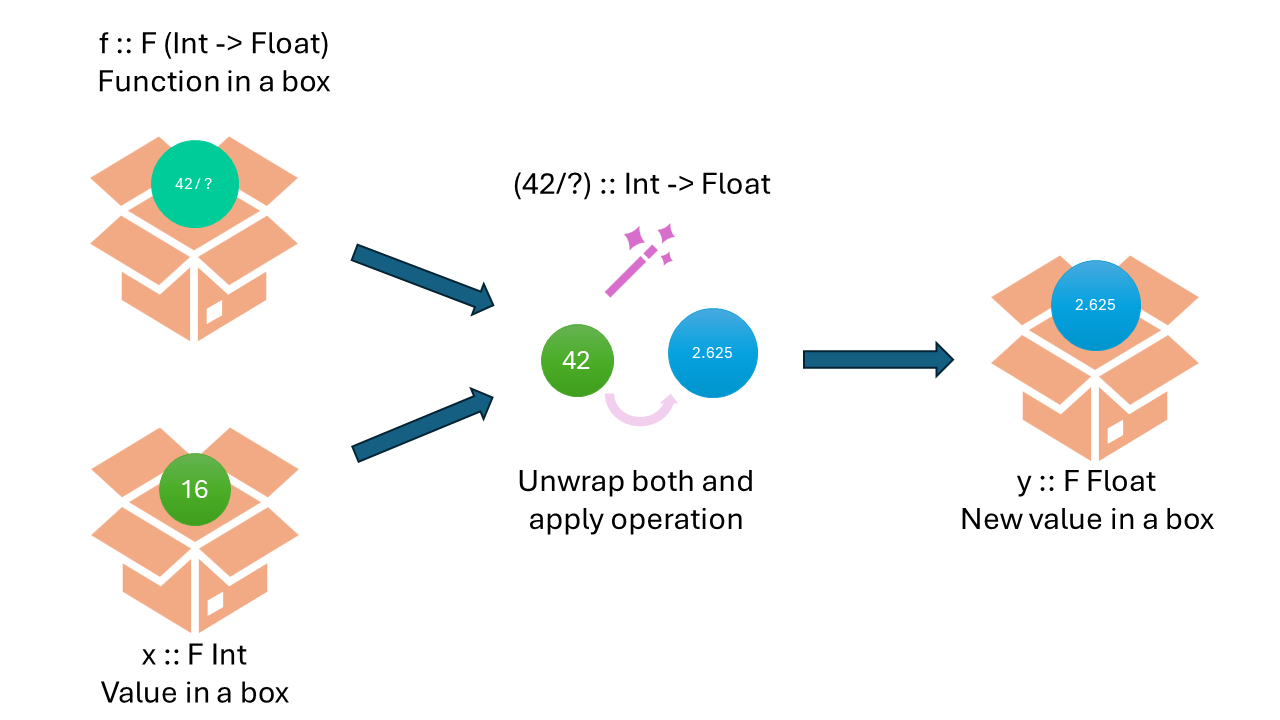 f :: F (Int -> Float)
Function in a box
42 / ?
16
x :: F Int
Value in a box
(42/?) :: Int -> Float
42
2.625
Unwrap both and
apply operation
2.625
y :: F Float
New value in a box